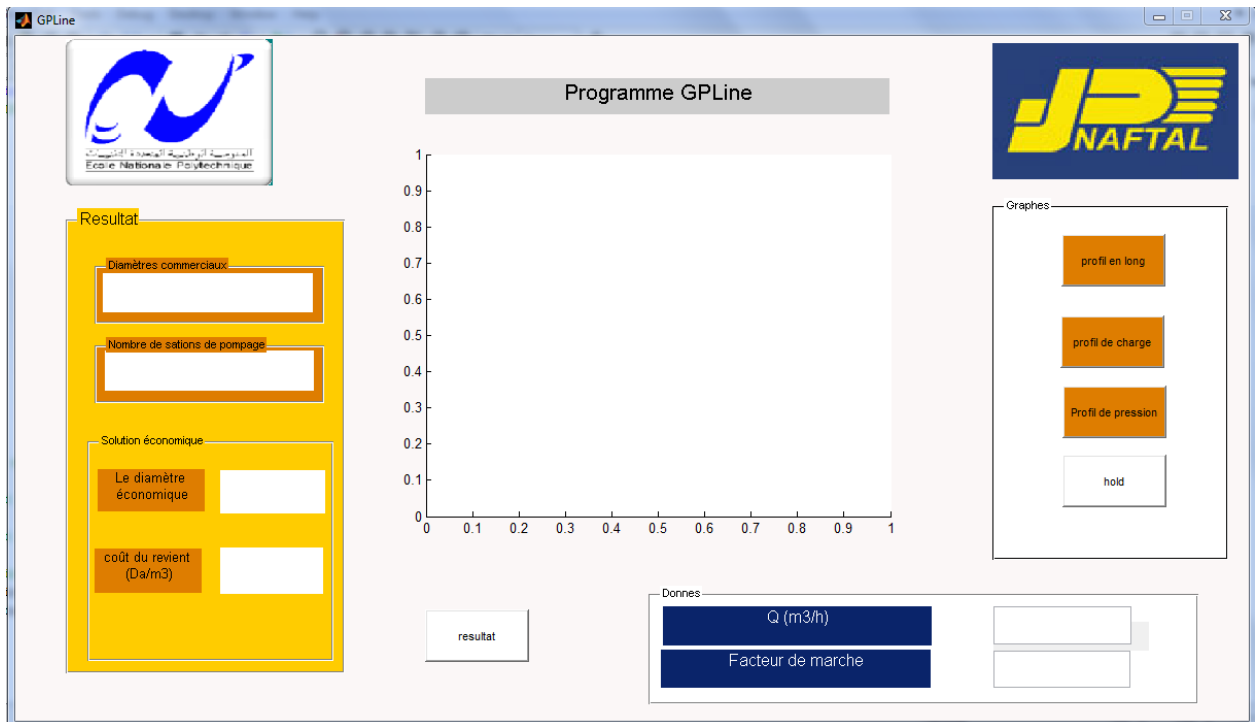 GPLine
Programme GPLine
Ecole Nationale Polytechnique
NAFTAL
Resultat
Diamètres commerciaux
Nombre de sations de pompage
Solution économique
Le diamètre
économique
coût du revient
(Da/m3)
1
0.9
0.8
0.7
0.6
0.5
0.4
0.3
0.2
0.1
0
0 0.1 0.2 0.3 0.4 0.5 0.6 0.7 0.8 0.9 1
Graphes
profil en long
profil de charge
Profil de pression
hold
resultat
Donnes
Q (m3/h)
Facteur de marche